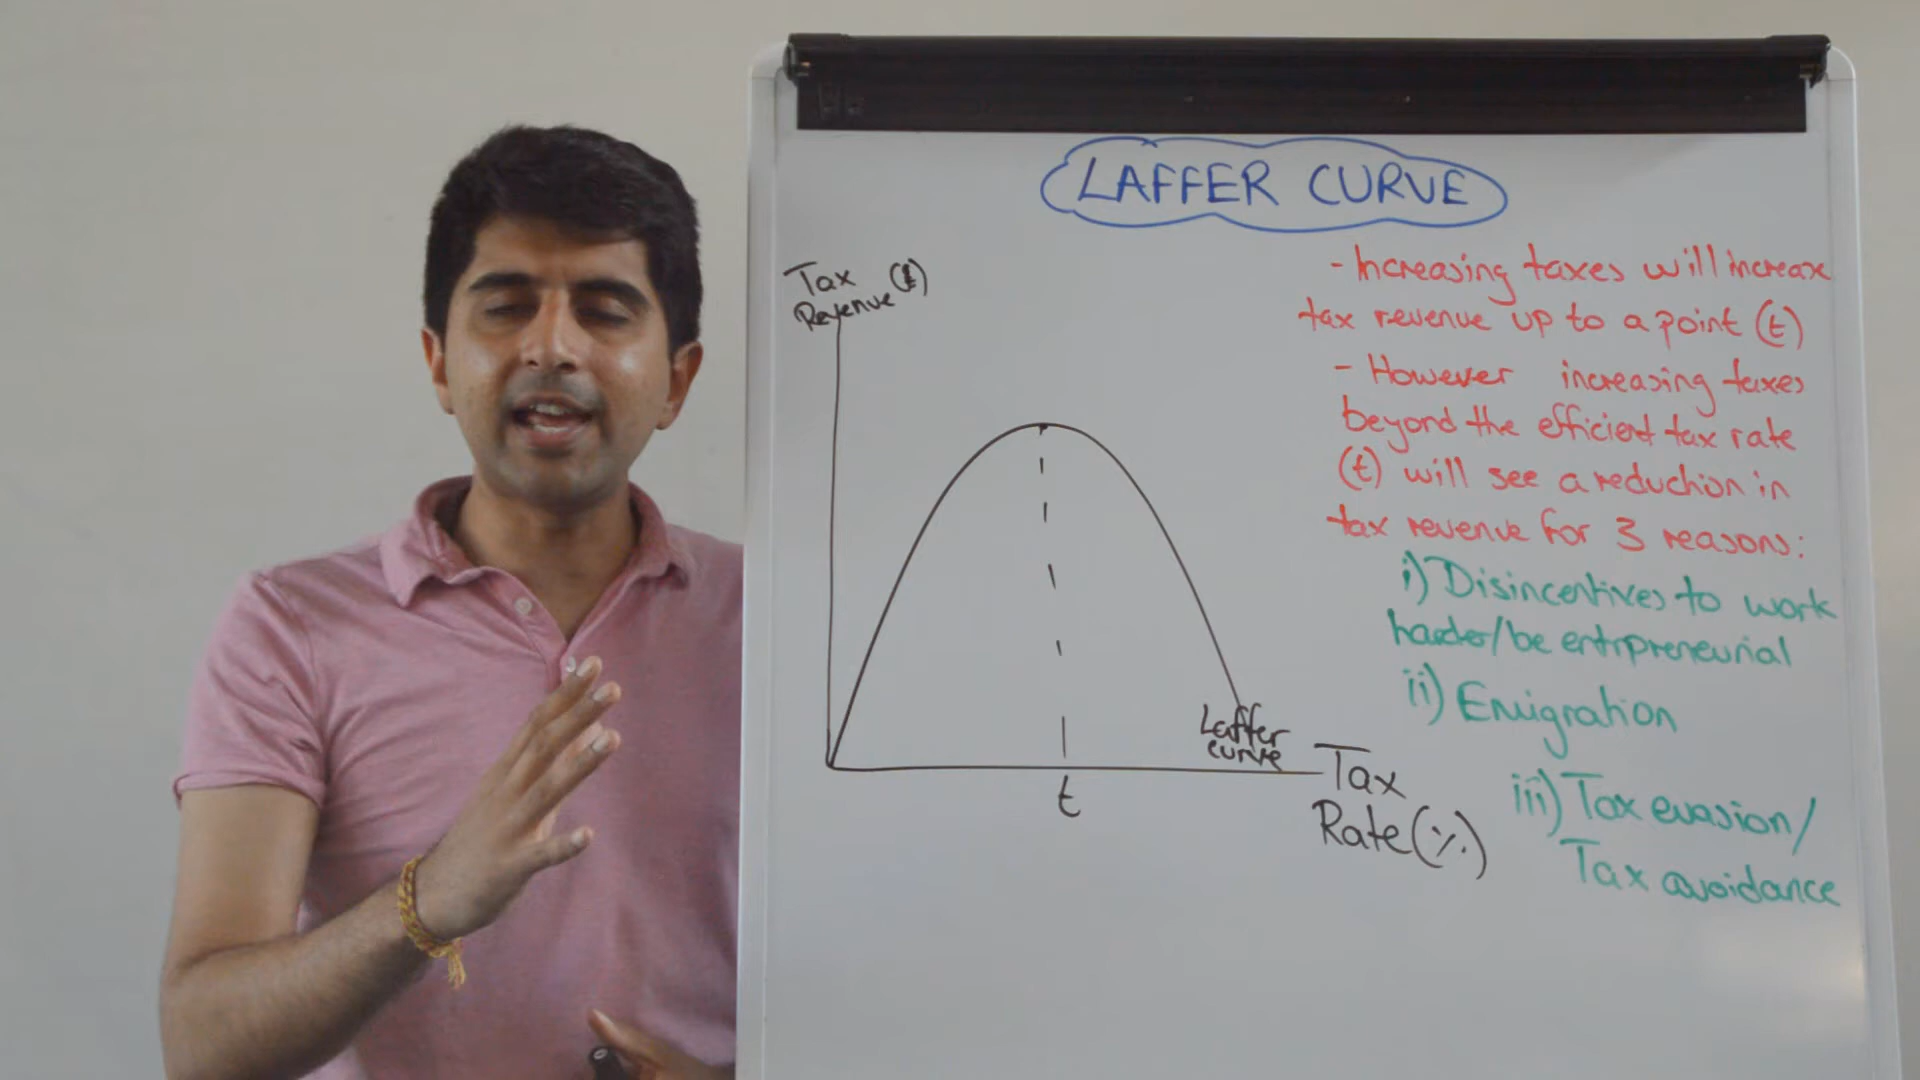 LAFFER CURVE
Tax (£)
Revenue
- Increasing taxes will increase
tax revenue up to a point (t)
- However increasing taxes
beyond the efficient tax rate
(t) will see a reduction in
tax revenue for 3 reasons:
i) Disincentives to work
harder/be entrpreneurial
ii) Emigration
iii) Tax evasion/
Tax avoidance
Laffer
curve
t
Tax
Rate (%)